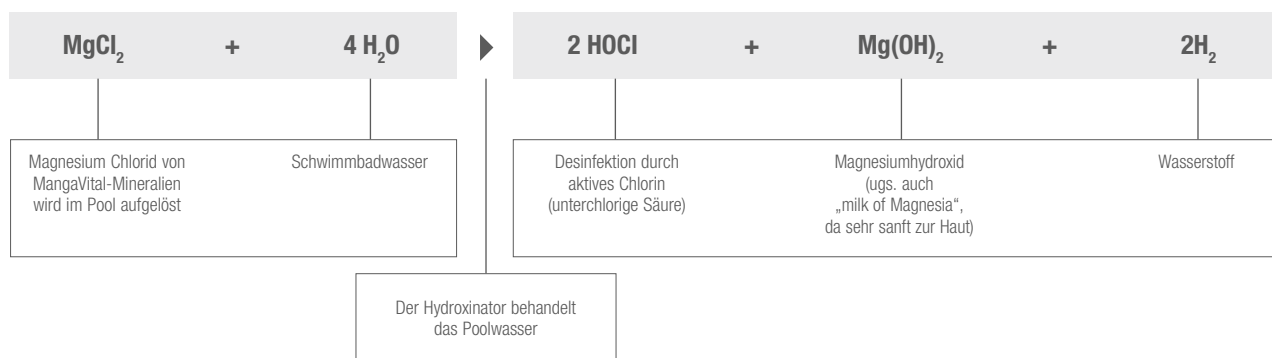 MgCl₂ + 4 H₂O ▶ 2 HOCl + Mg(OH)₂ + 2H₂
Magnesium Chlorid von
MangaVital-Mineralien
wird im Pool aufgelöst
Schwimmbadwasser
Desinfektion durch
aktives Chlorin
(unterchlorige Säure)
Magnesiumhydroxid
(ugs. auch
„milk of Magnesia“,
da sehr sanft zur Haut)
Wasserstoff
Der Hydroxinator behandelt
das Poolwasser